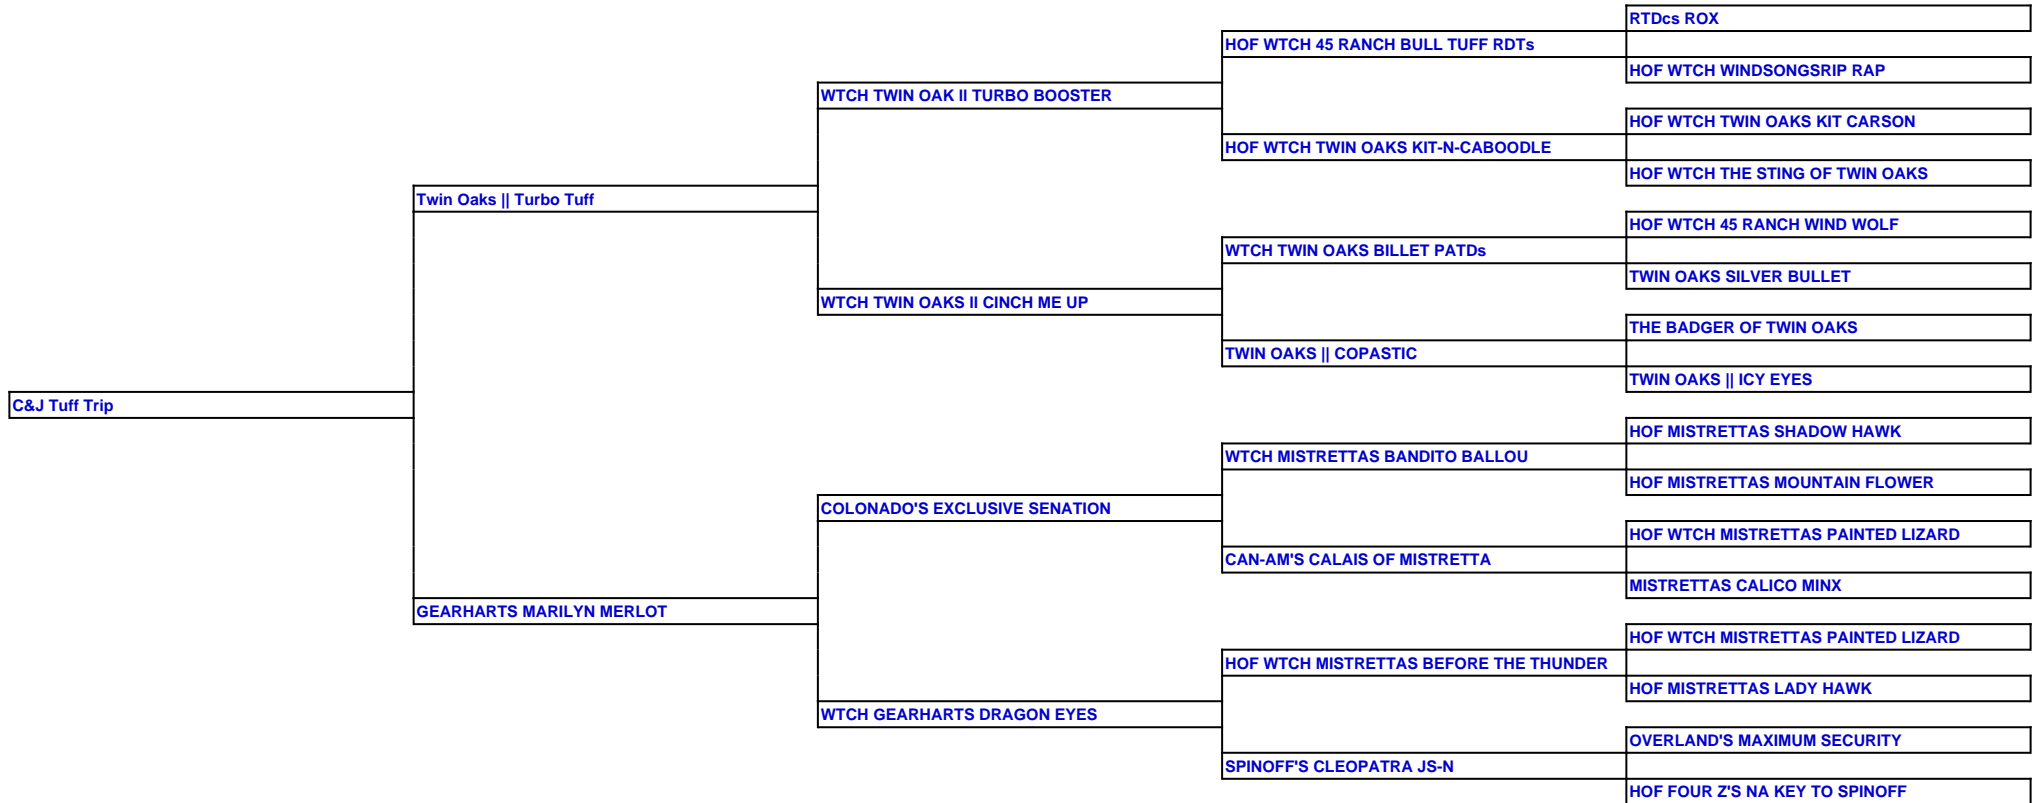 RTDcs ROX
HOF WTCH 45 RANCH BULL TUFF RDTs
HOF WTCH WINDSONGSRIP RAP
WTCH TWIN OAK II TURBO BOOSTER
HOF WTCH TWIN OAKS KIT CARSON
HOF WTCH TWIN OAKS KIT-N-CABOODLE
HOF WTCH THE STING OF TWIN OAKS
Twin Oaks || Turbo Tuff
HOF WTCH 45 RANCH WIND WOLF
WTCH TWIN OAKS BILLET PATDs
TWIN OAKS SILVER BULLET
WTCH TWIN OAKS II CINCH ME UP
THE BADGER OF TWIN OAKS
TWIN OAKS || COPASTIC
TWIN OAKS || ICY EYES
C&J Tuff Trip
HOF MISTRETTAS SHADOW HAWK
WTCH MISTRETTAS BANDITO BALLOU
HOF MISTRETTAS MOUNTAIN FLOWER
COLONADO'S EXCLUSIVE SENATION
HOF WTCH MISTRETTAS PAINTED LIZARD
CAN-AM'S CALAIS OF MISTRETTA
MISTRETTAS CALICO MINX
GEARHARTS MARILYN MERLOT
HOF WTCH MISTRETTAS PAINTED LIZARD
HOF WTCH MISTRETTAS BEFORE THE THUNDER
HOF MISTRETTAS LADY HAWK
WTCH GEARHARTS DRAGON EYES
OVERLAND'S MAXIMUM SECURITY
SPINOFF'S CLEOPATRA JS-N
HOF FOUR Z'S NA KEY TO SPINOFF